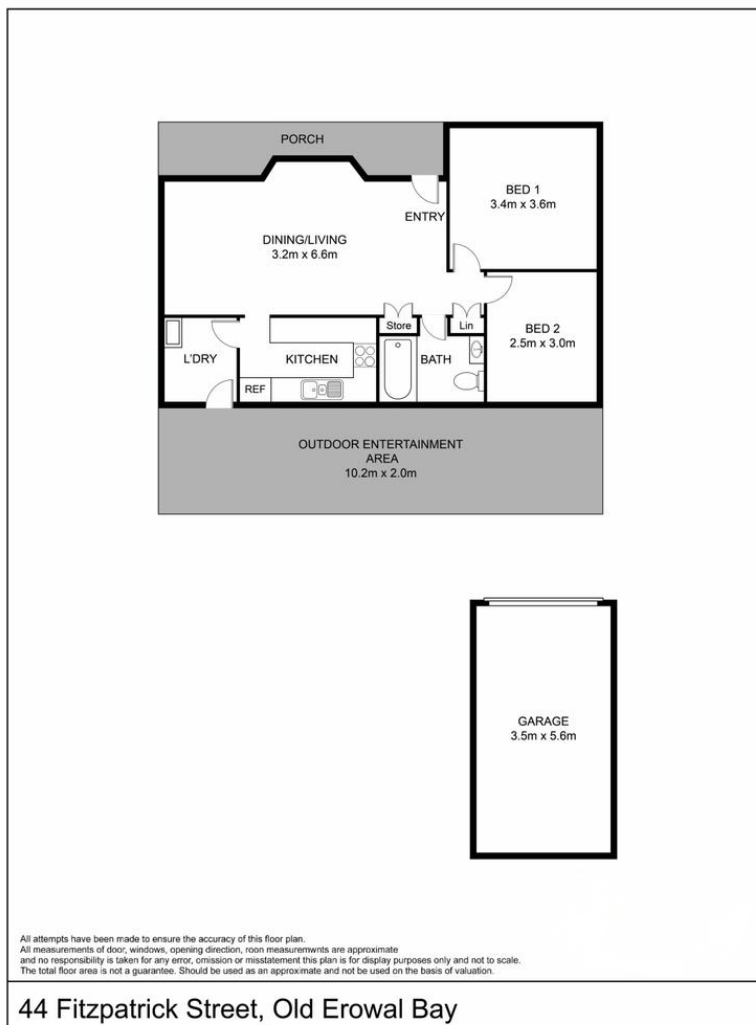 PORCH
BED 1
3.4m x 3.6m
ENTRY
DINING/LIVING
3.2m x 6.6m
Store
Lin
BED 2
2.5m x 3.0m
L'DRY
KITCHEN
BATH
REF
OUTDOOR ENTERTAINMENT
AREA
10.2m x 2.0m
GARAGE
3.5m x 5.6m
All attempts have been made to ensure the accuracy of this floor plan.
All measurements of door, windows, opening direction, roon measuremwnts are approximate
and no responsibility is taken for any error, omission or misstatement this plan is for display purposes only and not to scale.
The total floor area is not a guarantee. Should be used as an approximate and not be used on the basis of valuation.
44 Fitzpatrick Street, Old Erowal Bay